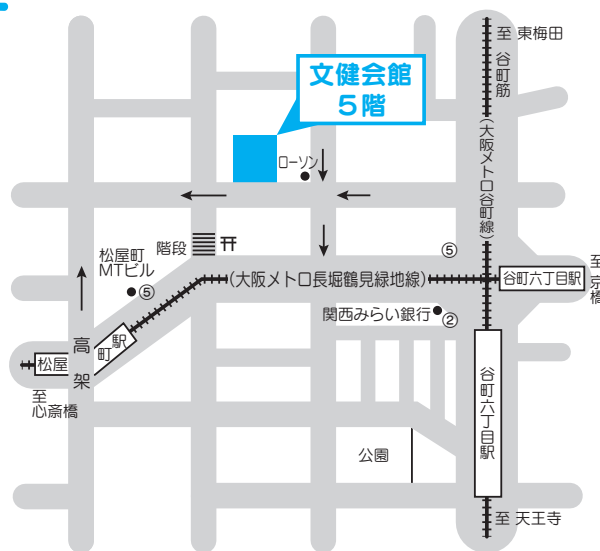 至 東梅田
谷町筋
(大阪メトロ谷町線)
文健会館
5階
ローソン
松屋町
MTビル
⑤
階段
(大阪メトロ長堀鶴見緑地線)
⑤
谷町六丁目駅
至 京橋
関西みらい銀行
②
高架
松屋
町駅
至
心斎橋
谷町六丁目駅
公園
至 天王寺